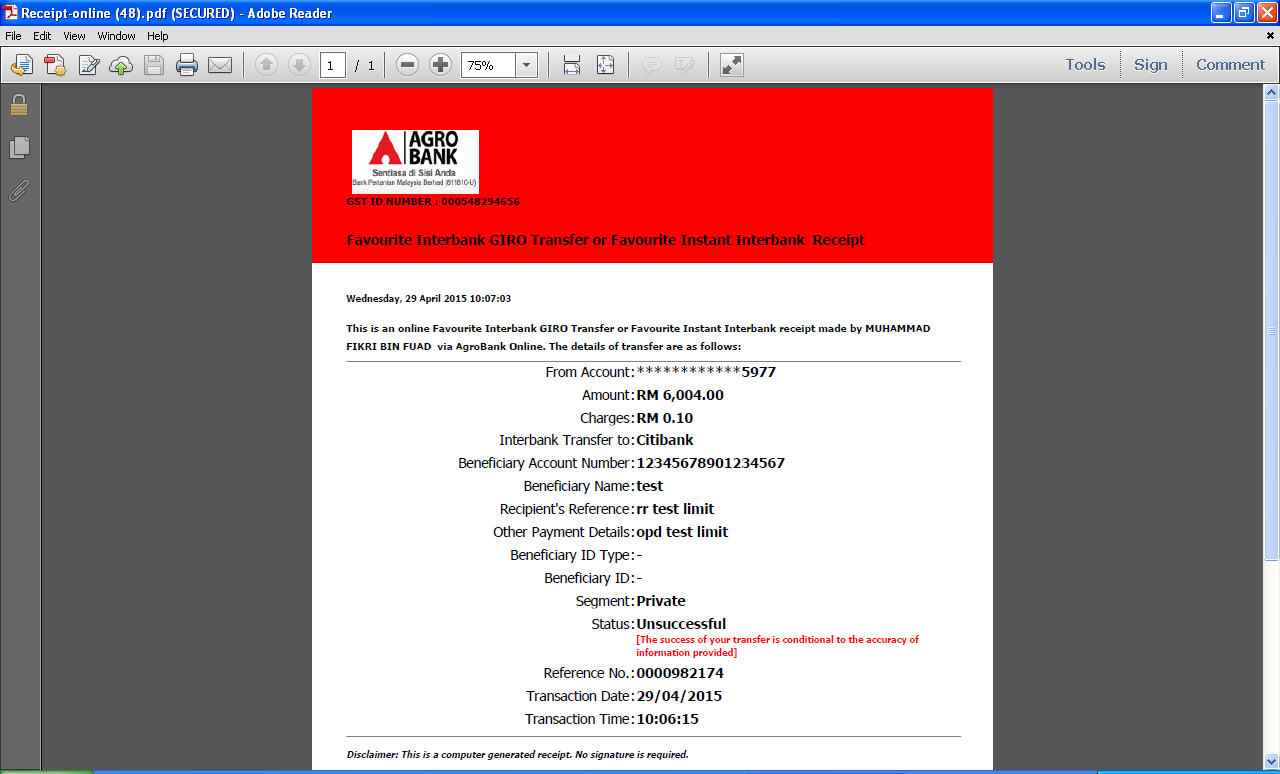 Receipt-online (48).pdf (SECURED) - Adobe Reader
File Edit View Window Help
1 / 1 75% Tools Sign Comment
AGRO
BANK
Sentiasa di Sisi Anda
Bank Pertanian Malaysia Berhad (811810-U)
GST ID NUMBER : 000548294656
Favourite Interbank GIRO Transfer or Favourite Instant Interbank Receipt
Wednesday, 29 April 2015 10:07:03
This is an online Favourite Interbank GIRO Transfer or Favourite Instant Interbank receipt made by MUHAMMAD
FIKRI BIN FUAD via AgroBank Online. The details of transfer are as follows:
From Account:************5977
Amount:RM 6,004.00
Charges:RM 0.10
Interbank Transfer to:Citibank
Beneficiary Account Number:12345678901234567
Beneficiary Name:test
Recipient's Reference:rr test limit
Other Payment Details:opd test limit
Beneficiary ID Type:-
Beneficiary ID:-
Segment:Private
Status:Unsuccessful
[The success of your transfer is conditional to the accuracy of
information provided]
Reference No.:0000982174
Transaction Date:29/04/2015
Transaction Time:10:06:15
Disclaimer: This is a computer generated receipt. No signature is required.